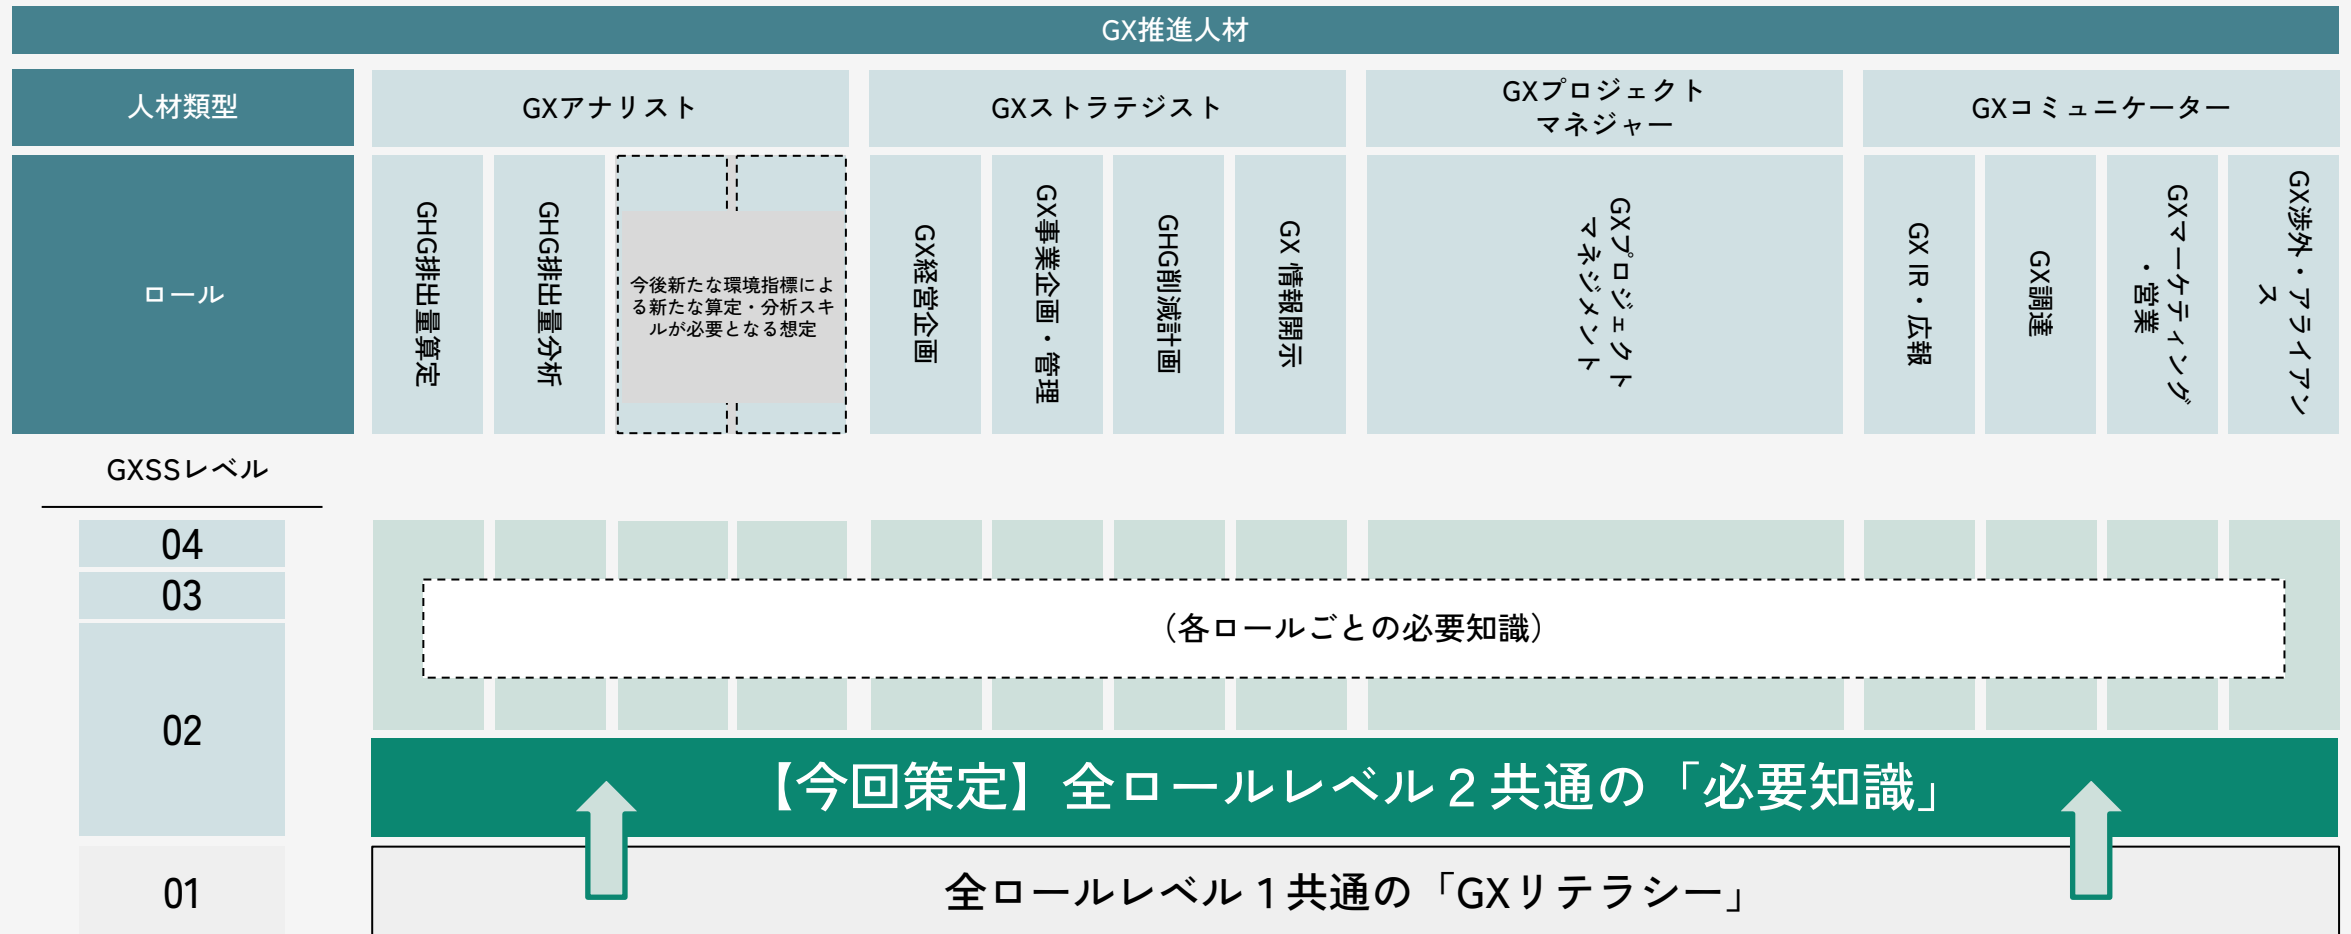 GX推進人材
人材類型
GXアナリスト
GXストラテジスト
GXプロジェクト
マネジャー
GXコミュニケーター
ロール
GHG排出量算定
GHG排出量分析
今後新たな環境指標によ
る新たな算定・分析スキ
ルが必要となる想定
GX経営企画
GX事業企画・管理
GHG削減計画
GX 情報開示
GXプロジェクト
マネジメント
GX IR・広報
GX調達
GXマーケティング
・営業
GX渉外・アライアン
ス
GXSSレベル
04
03
（各ロールごとの必要知識）
02
【今回策定】全ロールレベル２共通の「必要知識」
01
全ロールレベル１共通の「GXリテラシー」